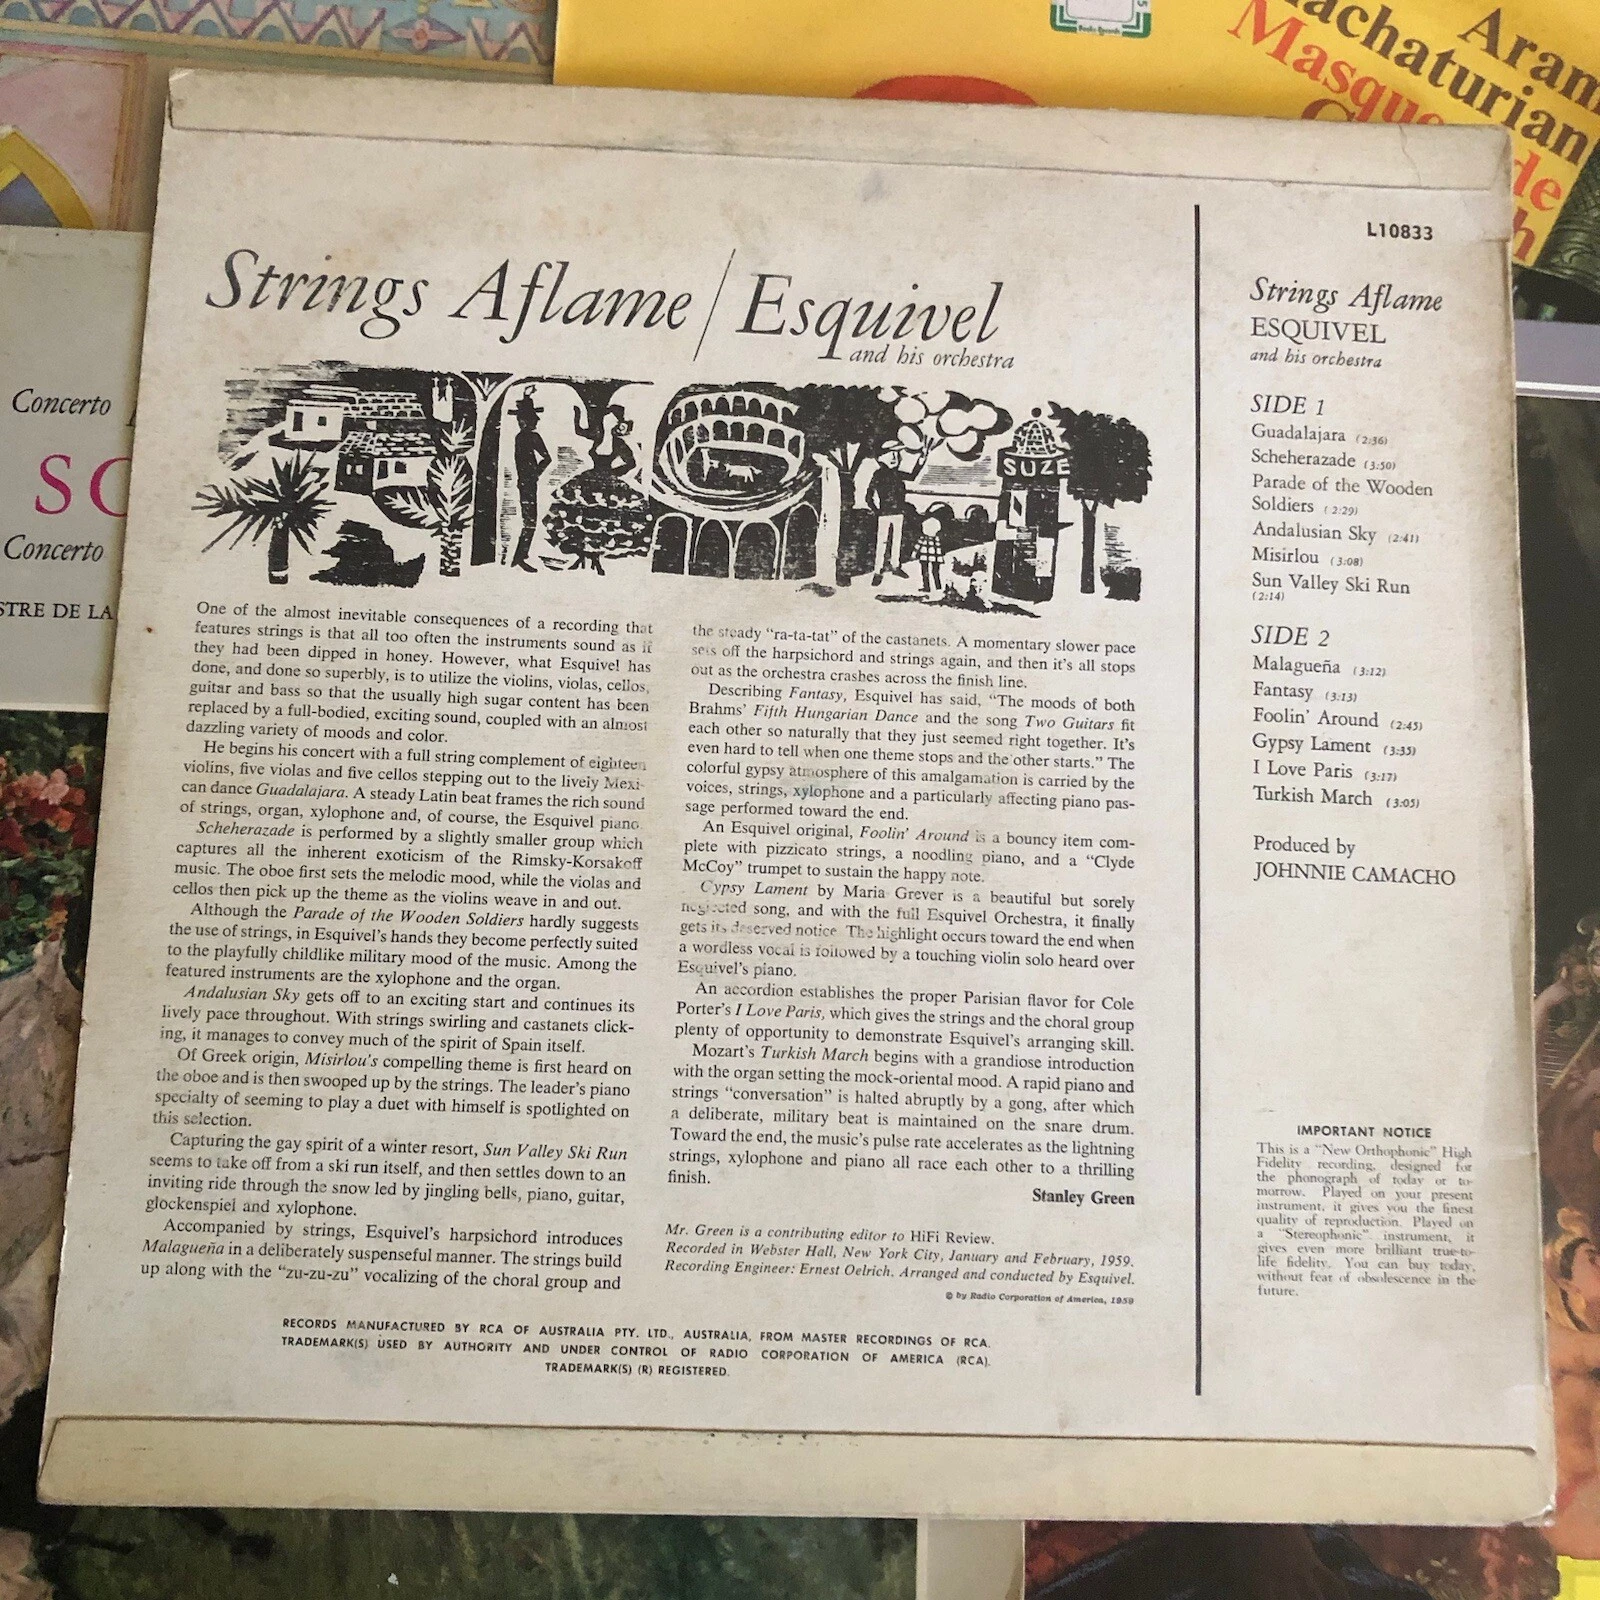 Aram
Masque
de
Concerto
Concerto
STRE DE LA
Strings Aflame / Esquivel
and his orchestra
SUZE
One of the almost inevitable consequences of a recording that
features strings is that all too often the instruments sound as if
they had been dipped in honey. However, what Esquivel has
done, and done so superbly, is to utilize the violins, violas, cellos,
guitar and bass so that the usually high sugar content has been
replaced by a full-bodied, exciting sound, coupled with an almost
dazzling variety of moods and color.
He begins his concert with a full string complement of eighteen
violins, five violas and five cellos stepping out to the lively Mexi-
can dance Guadalajara. A steady Latin beat frames the rich sound
of strings, organ, xylophone and, of course, the Esquivel piano.
Scheherazade is performed by a slightly smaller group which
captures all the inherent exoticism of the Rimsky-Korsakoff
music. The oboe first sets the melodic mood, while the violas and
cellos then pick up the theme as the violins weave in and out.
Although the Parade of the Wooden Soldiers hardly suggests
the use of strings, in Esquivel's hands they become perfectly suited
to the playfully childlike military mood of the music. Among the
featured instruments are the xylophone and the organ.
Andalusian Sky gets off to an exciting start and continues its
lively pace throughout. With strings swirling and castanets click-
ing, it manages to convey much of the spirit of Spain itself.
Of Greek origin, Misirlou's compelling theme is first heard on
the oboe and is then swooped up by the strings. The leader's piano
specialty of seeming to play a duet with himself is spotlighted on
this selection.
Capturing the gay spirit of a winter resort, Sun Valley Ski Run
seems to take off from a ski run itself, and then settles down to an
inviting ride through the snow led by jingling bells, piano, guitar,
glockenspiel and xylophone.
Accompanied by strings, Esquivel's harpsichord introduces
Malagueña in a deliberately suspenseful manner. The strings build
up along with the "zu-zu-zu" vocalizing of the choral group and
the steady "ra-ta-tat" of the castanets. A momentary slower pace
sets off the harpsichord and strings again, and then it's all stops
out as the orchestra crashes across the finish line.
Describing Fantasy, Esquivel has said, "The moods of both
Brahms' Fifth Hungarian Dance and the song Two Guitars fit
each other so naturally that they just seemed right together. It's
even hard to tell when one theme stops and the other starts." The
colorful gypsy atmosphere of this amalgamation is carried by the
voices, strings, xylophone and a particularly affecting piano pas-
sage performed toward the end.
An Esquivel original, Foolin' Around is a bouncy item com-
plete with pizzicato strings, a noodling piano, and a "Clyde
McCoy" trumpet to sustain the happy note.
Gypsy Lament by Maria Grever is a beautiful but sorely
neglected song, and with the full Esquivel Orchestra, it finally
gets its deserved notice. The highlight occurs toward the end when
a wordless vocal is followed by a touching violin solo heard over
Esquivel's piano.
An accordion establishes the proper Parisian flavor for Cole
Porter's I Love Paris, which gives the strings and the choral group
plenty of opportunity to demonstrate Esquivel's arranging skill.
Mozart's Turkish March begins with a grandiose introduction
with the organ setting the mock-oriental mood. A rapid piano and
strings "conversation" is halted abruptly by a gong, after which
a deliberate, military beat is maintained on the snare drum.
Toward the end, the music's pulse rate accelerates as the lightning
strings, xylophone and piano all race each other to a thrilling
finish.
Stanley Green
Mr. Green is a contributing editor to HiFi Review.
Recorded in Webster Hall, New York City, January and February, 1959.
Recording Engineer: Ernest Oelrich. Arranged and conducted by Esquivel.
© by Radio Corporation of America, 1959
RECORDS MANUFACTURED BY RCA OF AUSTRALIA PTY. LTD., AUSTRALIA, FROM MASTER RECORDINGS OF RCA.
TRADEMARK(S) USED BY AUTHORITY AND UNDER CONTROL OF RADIO CORPORATION OF AMERICA (RCA).
TRADEMARK(S) (R) REGISTERED.
L10833
Strings Aflame
ESQUIVEL
and his orchestra
SIDE 1
Guadalajara (2:36)
Scheherazade (3:50)
Parade of the Wooden
Soldiers (2:29)
Andalusian Sky (2:41)
Misirlou (3:08)
Sun Valley Ski Run
(2:14)
SIDE 2
Malagueña (3:12)
Fantasy (3:13)
Foolin' Around (2:45)
Gypsy Lament (3:35)
I Love Paris (3:17)
Turkish March (3:05)
Produced by
JOHNNIE CAMACHO
IMPORTANT NOTICE
This is a "New Orthophonic" High
Fidelity recording, designed for
the phonograph of today or to-
morrow. Played on your present
instrument, it gives you the finest
quality of reproduction. Played on
a "Stereophonic" instrument, it
gives even more brilliant true-to-
life fidelity. You can buy today,
without fear of obsolescence in the
future.